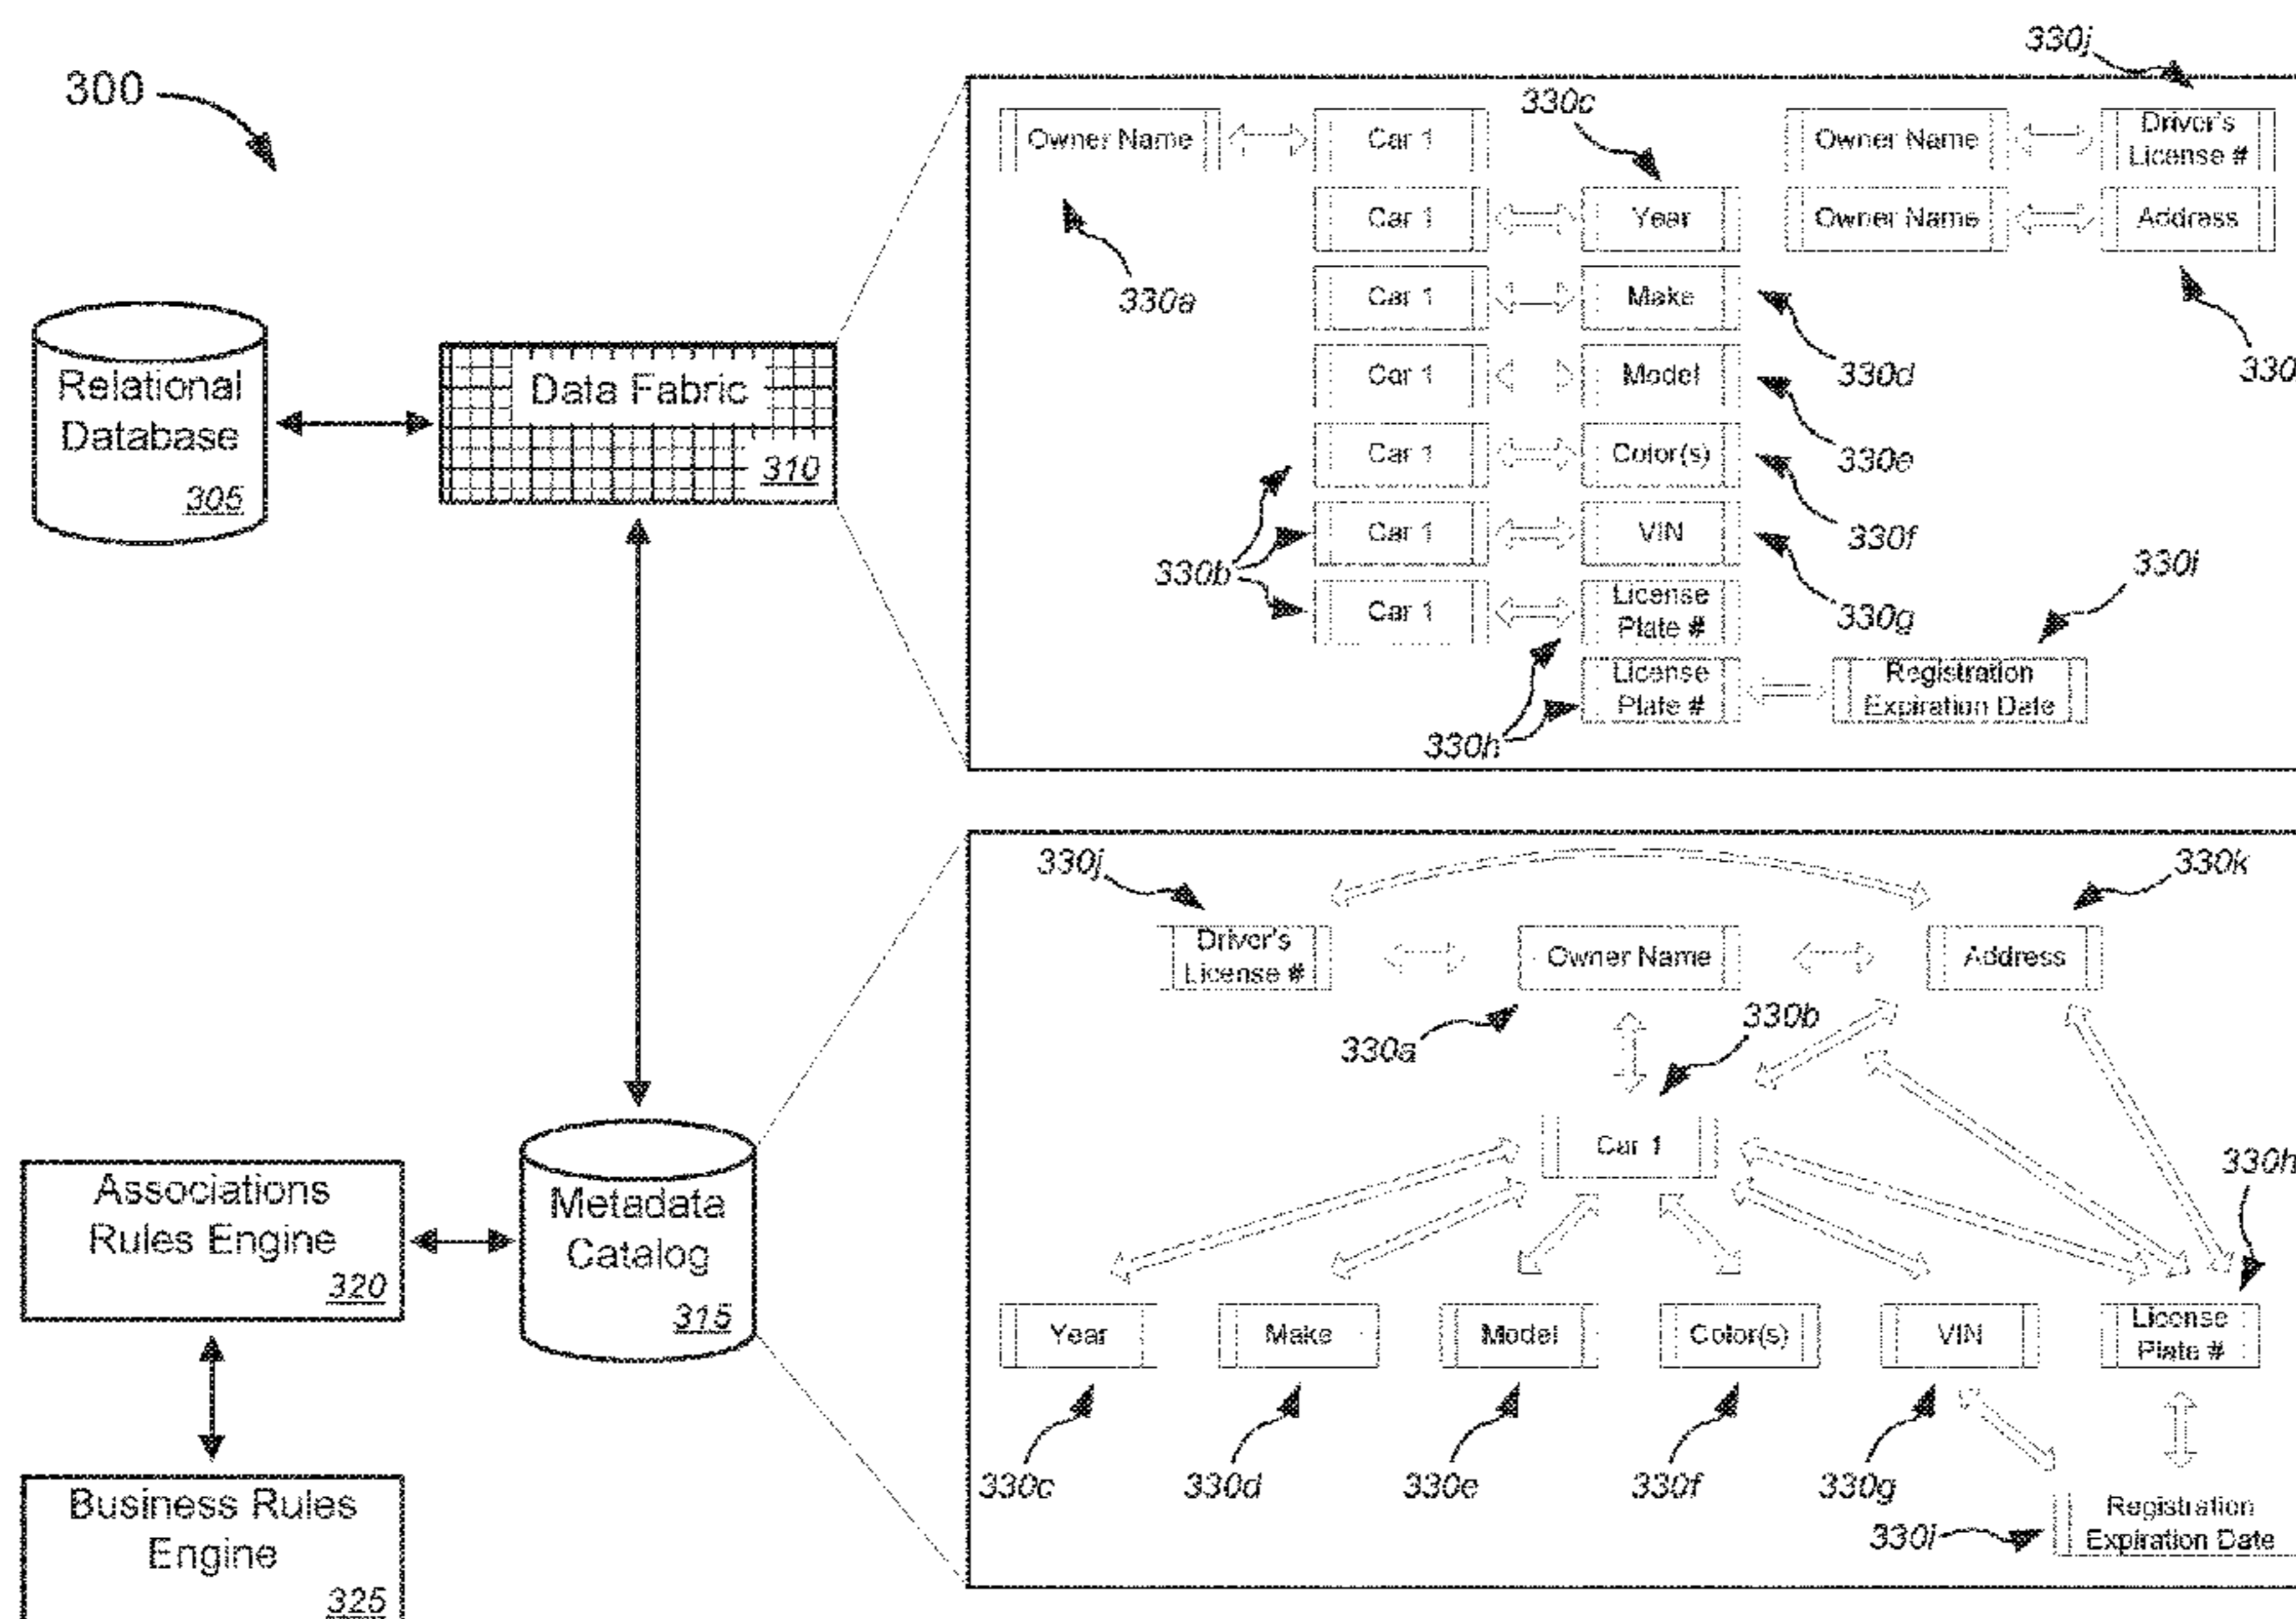 300
330j
Owner Name
Car 1
330c
Owner Name
Driver's
License #
Car 1
Year
Owner Name
Address
330a
Car 1
Make
330d
330
Car 1
Model
330e
Relational
Database
305
Data Fabric
310
Car 1
Color(s)
330f
330b
Car 1
VIN
330g
330i
Car 1
License
Plate #
330h
License
Plate #
Registration
Expiration Date
330j
330k
Driver's
License #
Owner Name
Address
330a
330b
Car 1
330h
Associations
Rules Engine
320
Metadata
Catalog
315
Year
Make
Model
Color(s)
VIN
License
Plate #
330c
330d
330e
330f
330g
330i
Registration
Expiration Date
Business Rules
Engine
325